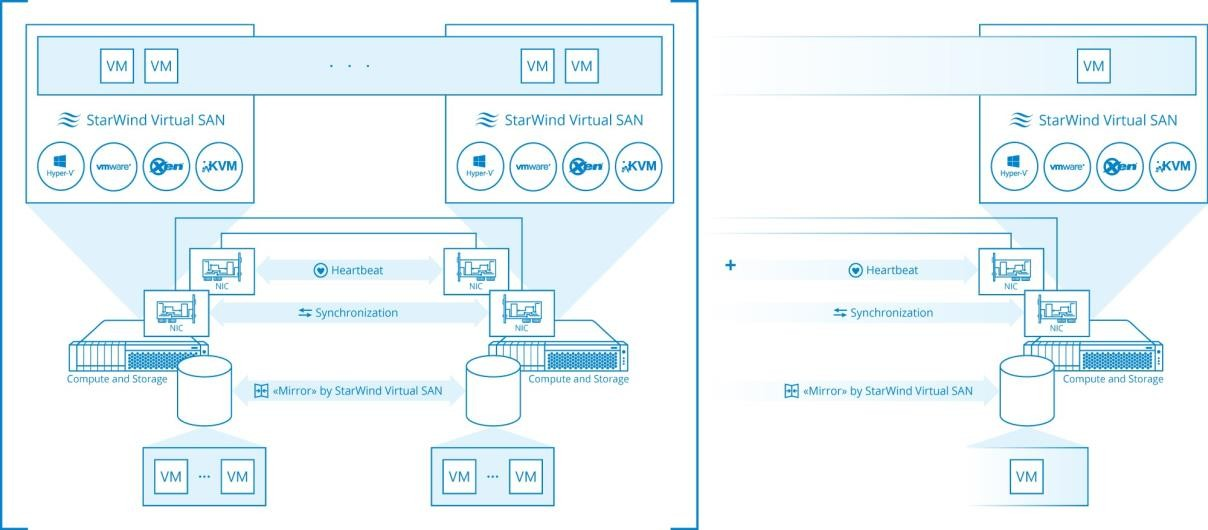 VM VM . . . VM VM VM
StarWind Virtual SAN StarWind Virtual SAN StarWind Virtual SAN
Hyper-V vmware Xen KVM Hyper-V vmware Xen KVM Hyper-V vmware Xen KVM
NIC Heartbeat NIC + Heartbeat NIC
NIC Synchronization NIC Synchronization NIC
Compute and Storage Compute and Storage Compute and Storage
«Mirror» by StarWind Virtual SAN «Mirror» by StarWind Virtual SAN
VM ... VM VM ... VM VM